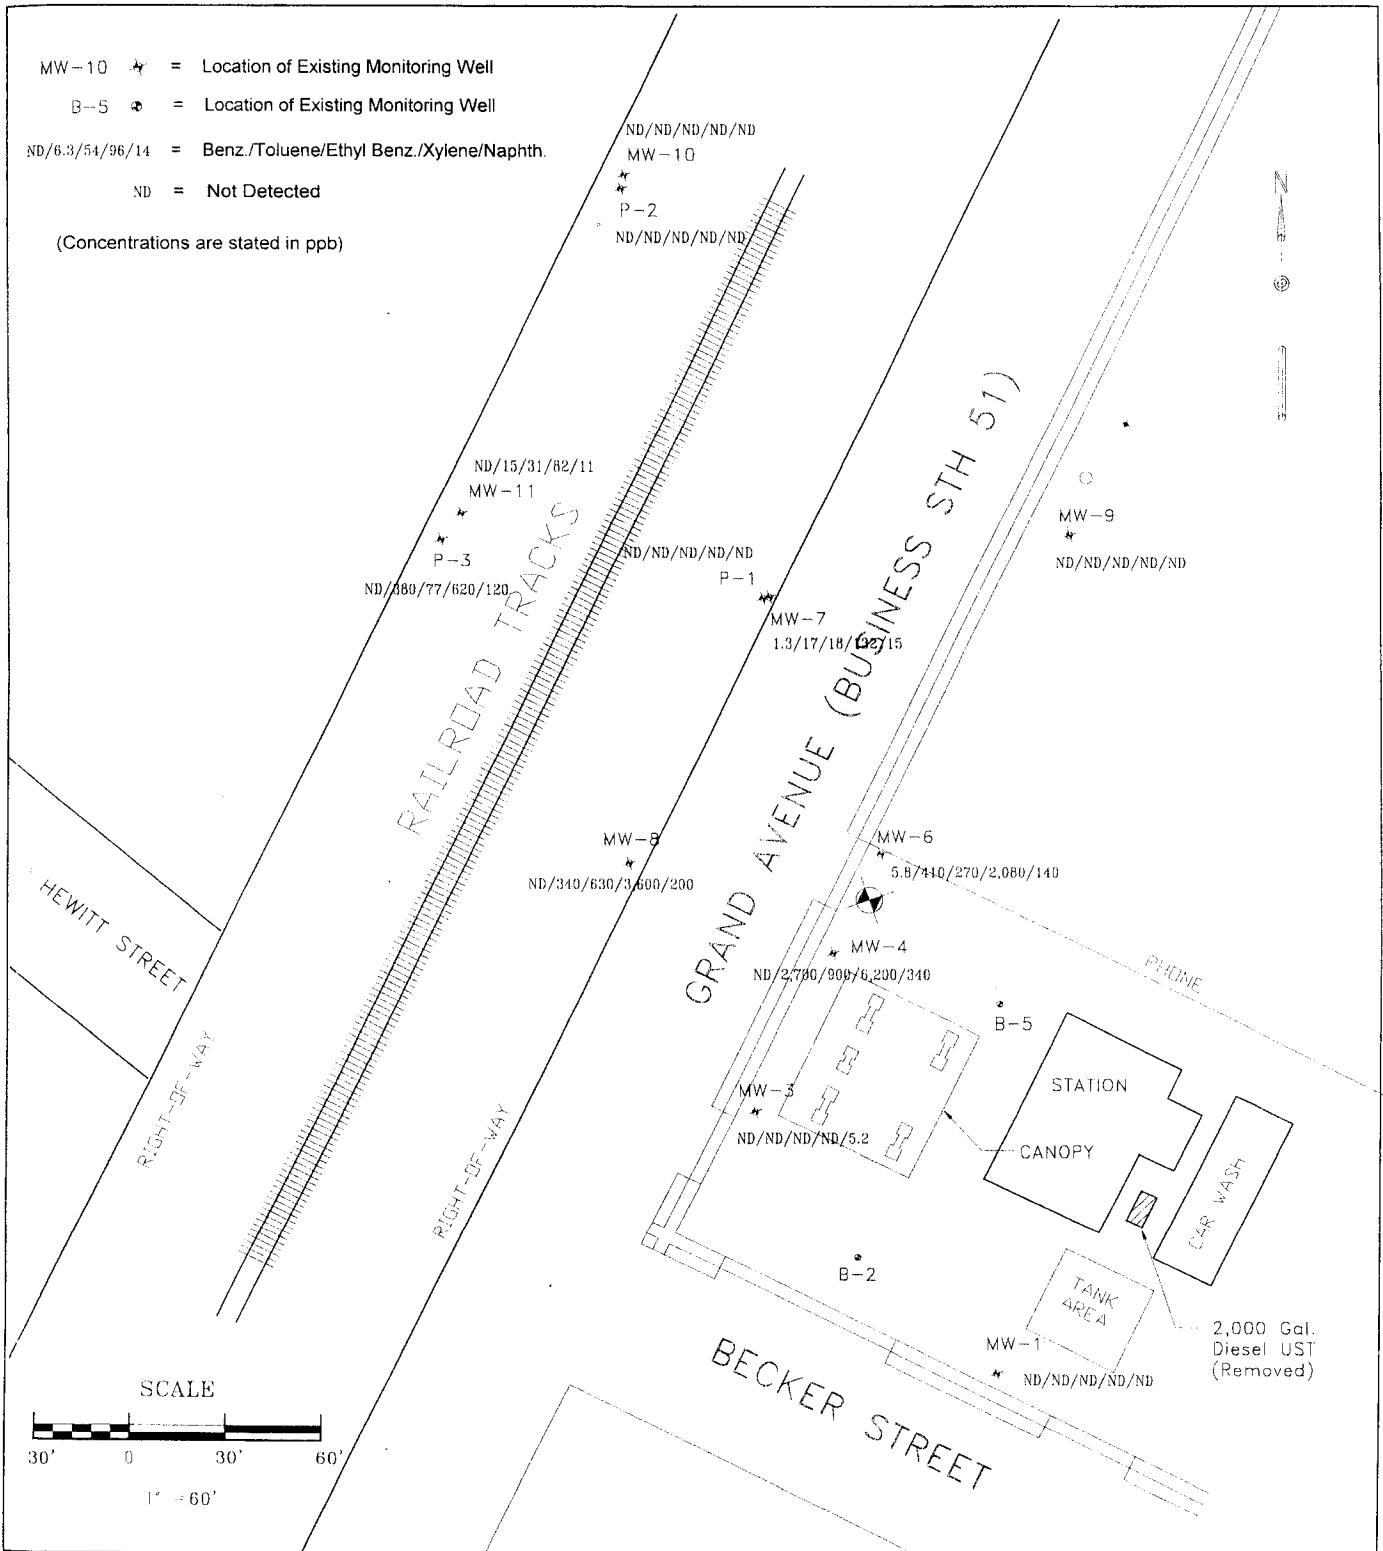 MW-10 = Location of Existing Monitoring Well
B-5 = Location of Existing Monitoring Well
ND/6.3/54/96/14 = Benz./Toluene/Ethyl Benz./Xylene/Naphth.
ND = Not Detected
(Concentrations are stated in ppb)
ND/ND/ND/ND/ND
MW-10
P-2
ND/ND/ND/ND/ND
N
ND/15/31/82/11
MW-11
P-3
ND/380/77/620/120
RAILROAD TRACKS
ND/ND/ND/ND/ND
P-1
MW-7
1.3/17/18/132/15
GRAND AVENUE (BUSINESS STH 51)
MW-9
ND/ND/ND/ND/ND
MW-8
ND/340/630/3,600/200
MW-6
5.8/410/270/2,080/140
MW-4
ND/2,700/900/6,200/340
PHONE
B-5
HEWITT STREET
RIGHT-OF-WAY
RIGHT-OF-WAY
MW-3
ND/ND/ND/ND/5.2
STATION
CANOPY
CAR WASH
B-2
TANK
AREA
2,000 Gal.
Diesel UST
(Removed)
MW-1
ND/ND/ND/ND/ND
BECKER STREET
SCALE
30' 0 30' 60'
1" = 60'